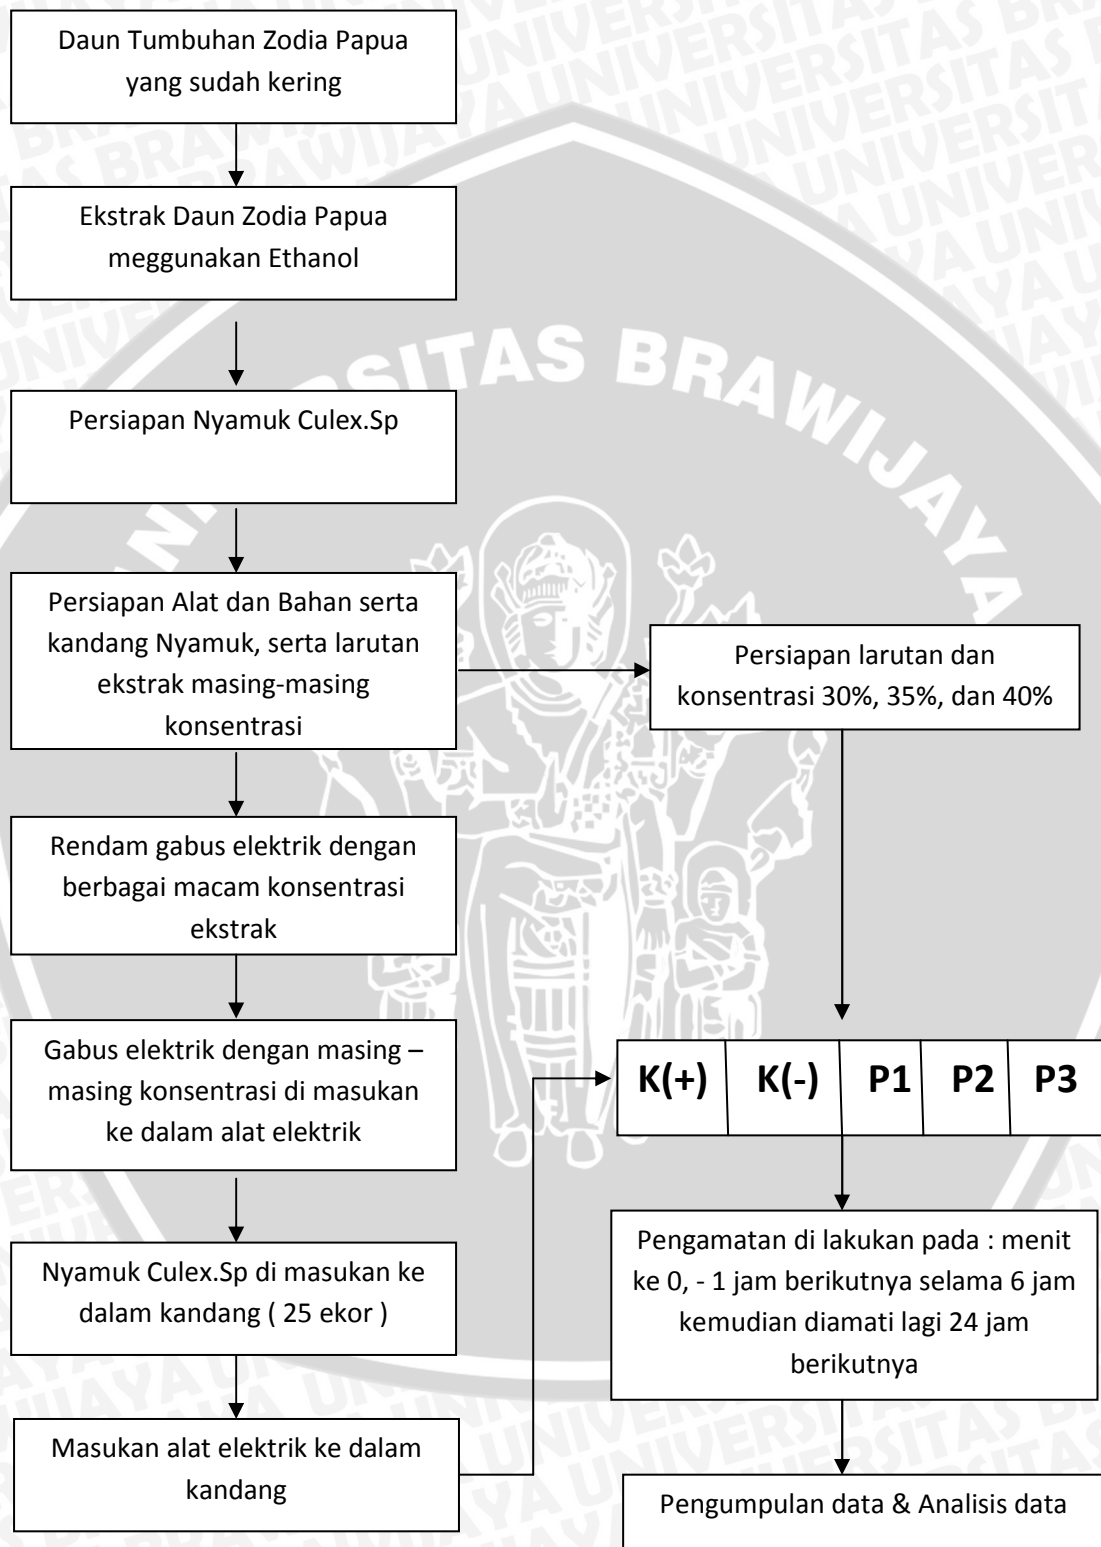 Daun Tumbuhan Zodia Papua
yang sudah kering
Ekstrak Daun Zodia Papua
meggunakan Ethanol
Persiapan Nyamuk Culex.Sp
Persiapan Alat dan Bahan serta
kandang Nyamuk, serta larutan
ekstrak masing-masing
konsentrasi
Persiapan larutan dan
konsentrasi 30%, 35%, dan 40%
Rendam gabus elektrik dengan
berbagai macam konsentrasi
ekstrak
Gabus elektrik dengan masing –
masing konsentrasi di masukan
ke dalam alat elektrik
K(+) K(-) P1 P2 P3
Nyamuk Culex.Sp di masukan ke
dalam kandang ( 25 ekor )
Pengamatan di lakukan pada : menit
ke 0, - 1 jam berikutnya selama 6 jam
kemudian diamati lagi 24 jam
berikutnya
Masukan alat elektrik ke dalam
kandang
Pengumpulan data & Analisis data
SITAS BRAWIJAYA